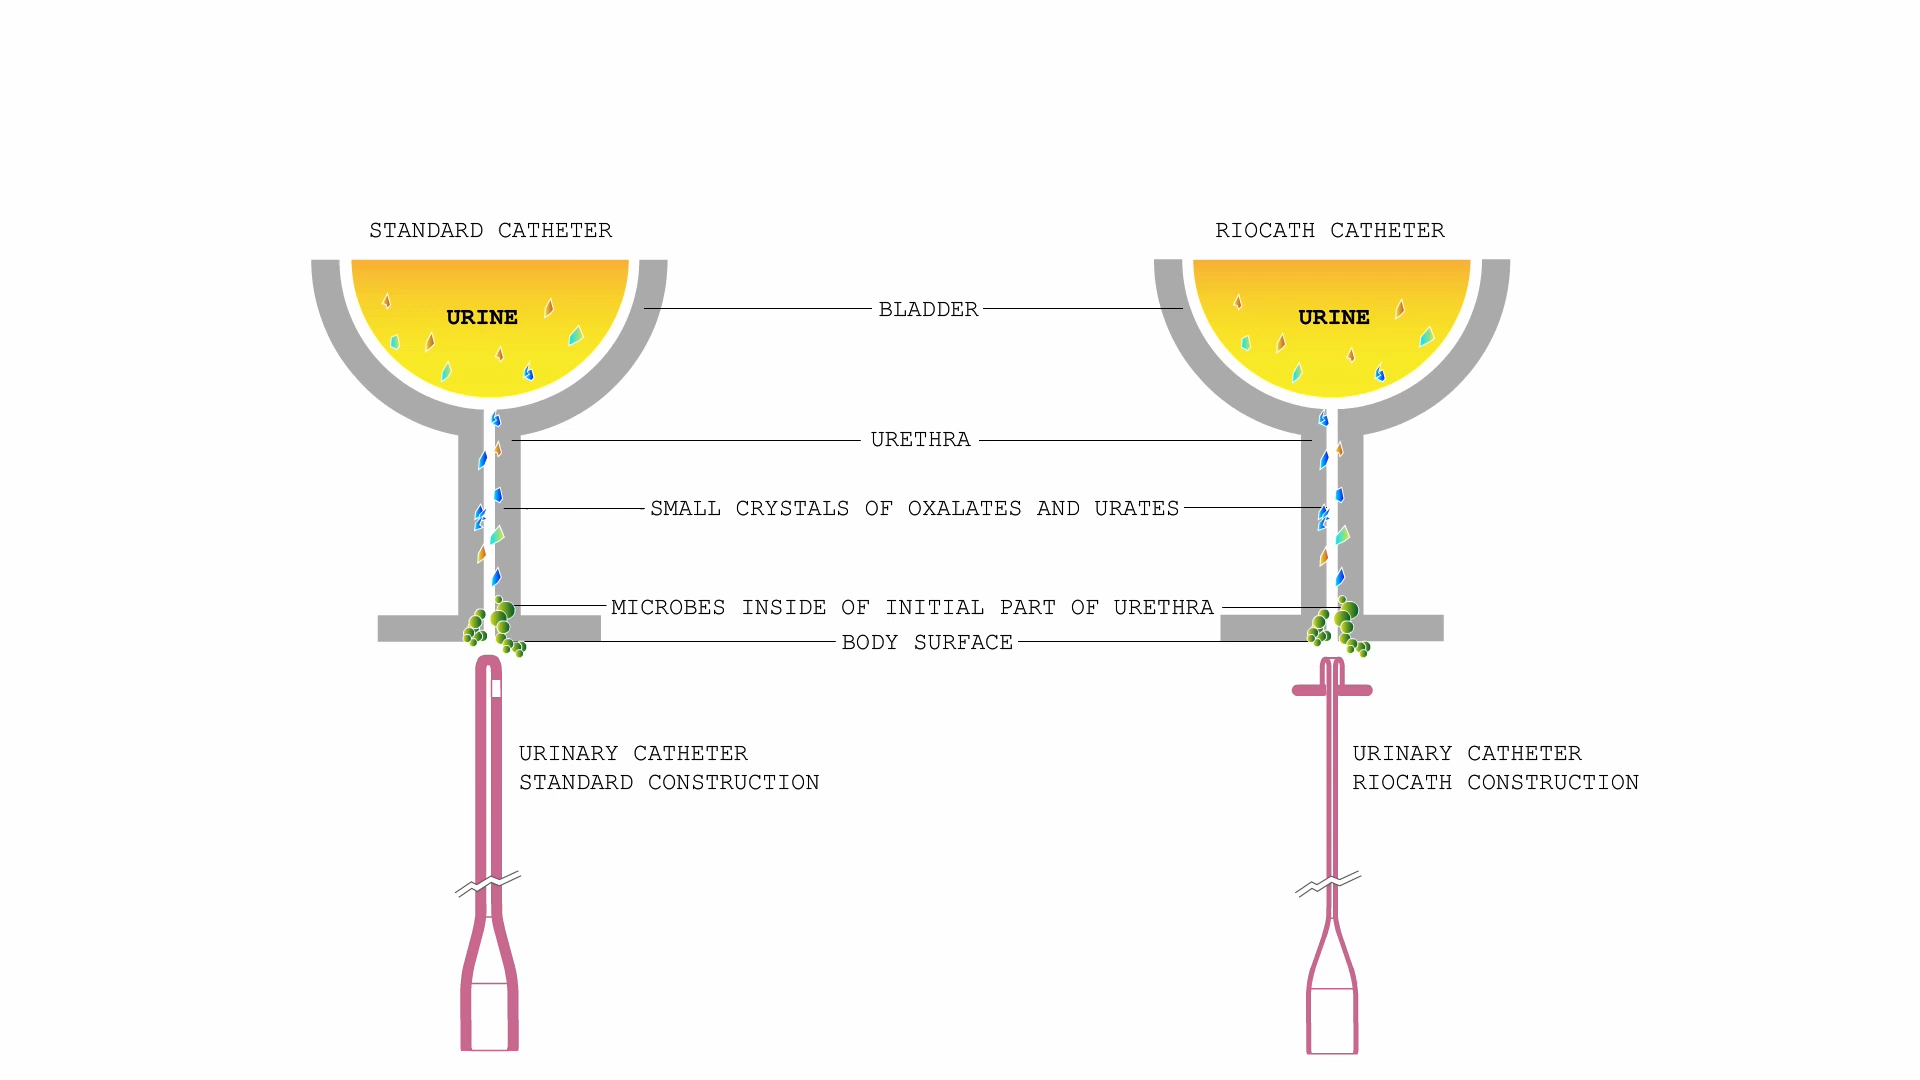 STANDARD CATHETER
RIOCATH CATHETER
URINE
BLADDER
URINE
URETHRA
SMALL CRYSTALS OF OXALATES AND URATES
MICROBES INSIDE OF INITIAL PART OF URETHRA
BODY SURFACE
URINARY CATHETER
STANDARD CONSTRUCTION
URINARY CATHETER
RIOCATH CONSTRUCTION